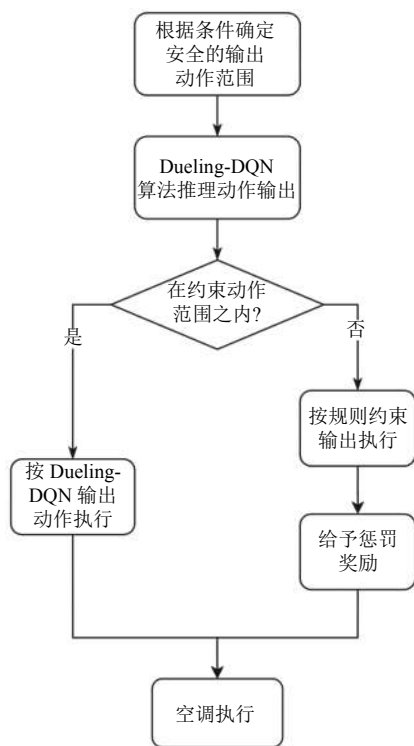 根据条件确定
安全的输出
动作范围
Dueling-DQN
算法推理动作输出
在约束动作
范围之内?
是
否
按 Dueling-
DQN 输出
动作执行
按规则约束
输出执行
给予惩罚
奖励
空调执行